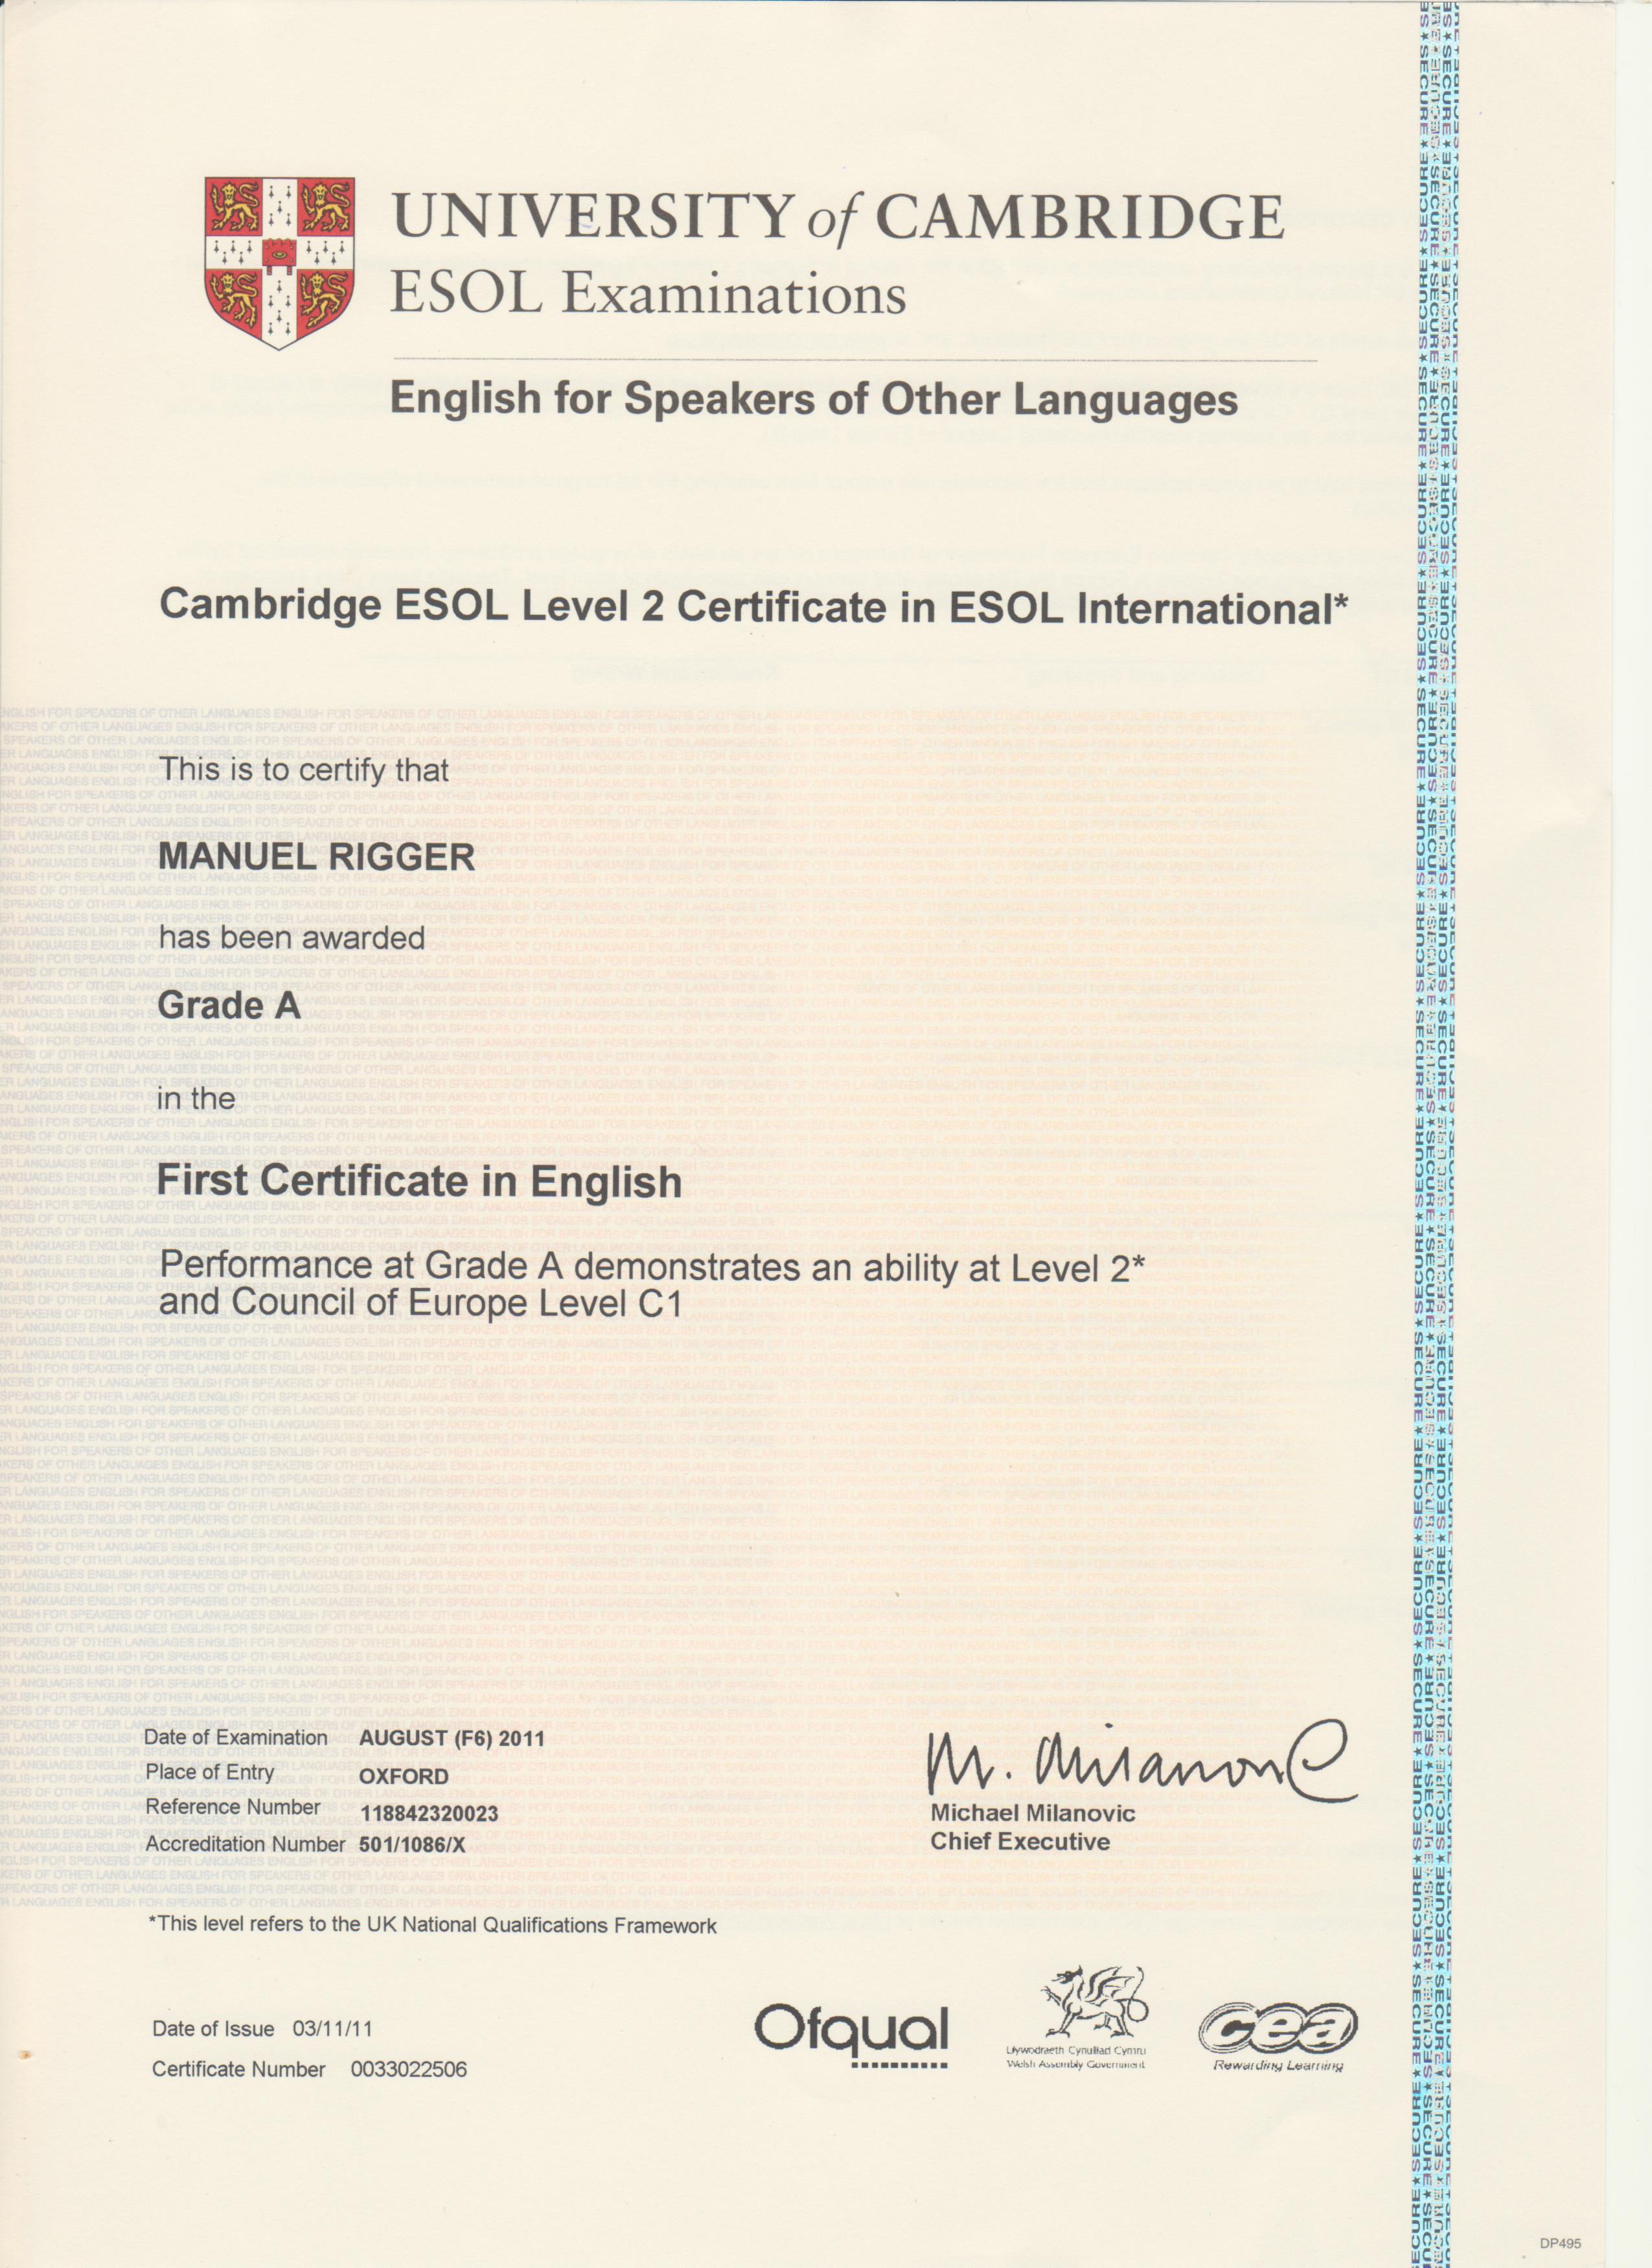 UNIVERSITY of CAMBRIDGE
ESOL Examinations
English for Speakers of Other Languages
Cambridge ESOL Level 2 Certificate in ESOL International*
This is to certify that
MANUEL RIGGER
has been awarded
Grade A
in the
First Certificate in English
Performance at Grade A demonstrates an ability at Level 2*
and Council of Europe Level C1
Date of Examination AUGUST (F6) 2011
Place of Entry OXFORD
Reference Number 118842320023
Accreditation Number 501/1086/X
Michael Milanovic
Chief Executive
*This level refers to the UK National Qualifications Framework
Date of Issue 03/11/11
Certificate Number 0033022506
Ofqual
Llywodraeth Cynulliad Cymru
Welsh Assembly Government
cea
Rewarding Learning
DP495